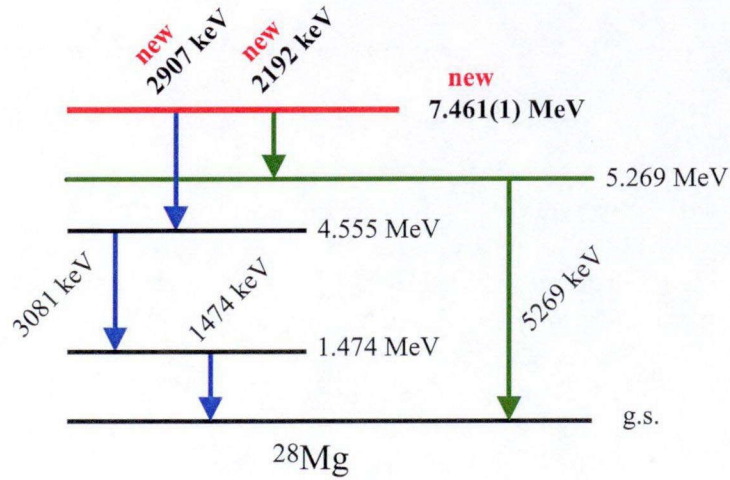 new
2907 keV
new
2192 keV
new
7.461(1) MeV
5.269 MeV
4.555 MeV
3081 keV
1474 keV
5269 keV
1.474 MeV
g.s.
²⁸Mg